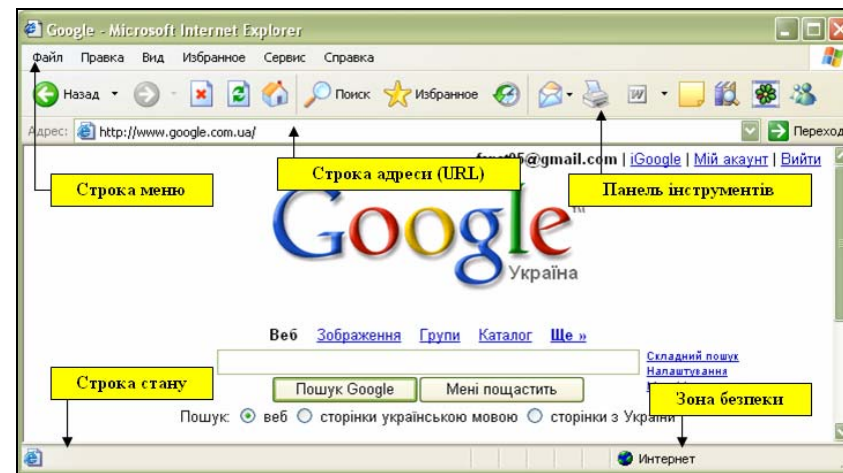 Google - Microsoft Internet Explorer
Файл Правка Вид Избранное Сервис Справка
Назад Поиск Избранное
Адрес: http://www.google.com.ua/ Переход
@gmail.com | iGoogle | Мій акаунт | Вийти
Строка меню
Строка адреси (URL)
Панель інструментів
Google
Україна
Веб Зображення Групи Каталог Ще »
Складний пошук
Налаштування
Строка стану
Пошук Google Мені пощастить
Зона безпеки
Пошук: веб сторінки українською мовою сторінки з України
Интернет